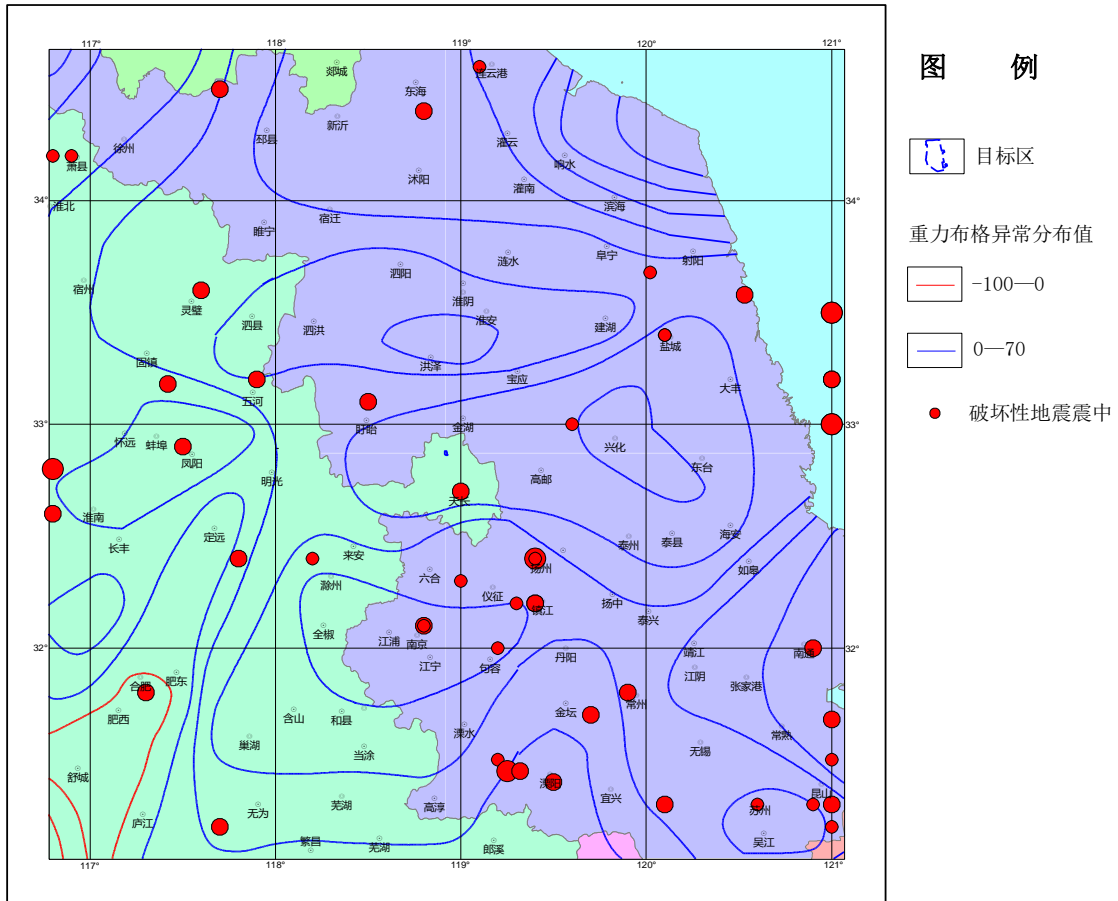 117° 118° 119° 120° 121°
郯城
连云港
东海
新沂
邳县
灌云
徐州
响水
萧县
沭阳
灌南
34° 34°
淮北
滨海
宿迁
睢宁
阜宁
涟水
射阳
泗阳
宿州
淮阴
灵璧
泗县
泗洪
淮安
建湖
盐城
固镇
洪泽
宝应
大丰
五河
盱眙
金湖
33° 33°
怀远
蚌埠
凤阳
兴化
东台
明光
高邮
天长
淮南
定远
长丰
来安
泰州
泰县
海安
滁州
六合
扬州
如皋
仪征
镇江
扬中
泰兴
全椒
江浦
南京
32° 32°
江宁
句容
丹阳
靖江
南通
江阴
张家港
合肥
肥东
肥西
含山
和县
溧水
金坛
常州
常熟
巢湖
当涂
无锡
舒城
溧阳
宜兴
昆山
庐江
无为
芜湖
高淳
苏州
繁昌
芜湖
郎溪
吴江
117° 118° 119° 120° 121°
图 例
目标区
重力布格异常分布值
-100—0
0—70
破坏性地震震中